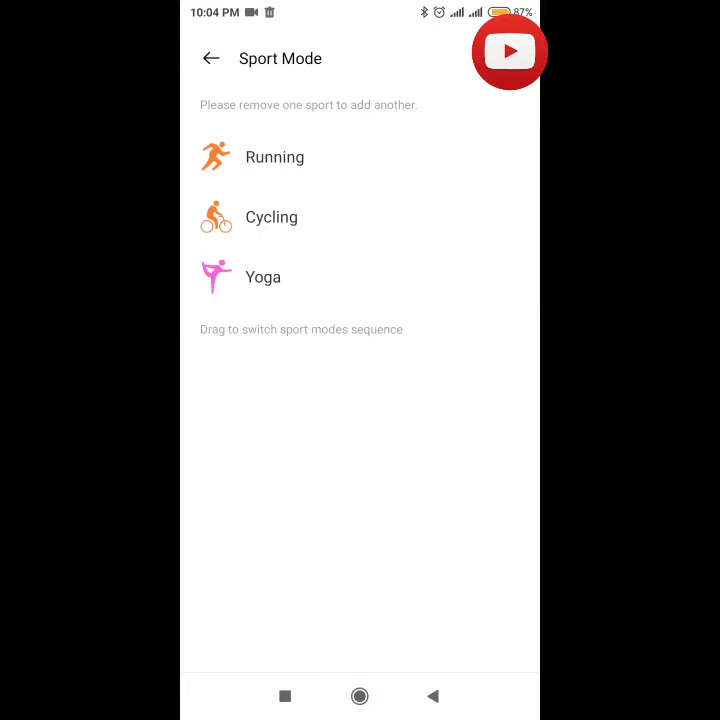 10:04 PM 87%
Sport Mode
Please remove one sport to add another.
Running
Cycling
Yoga
Drag to switch sport modes sequence